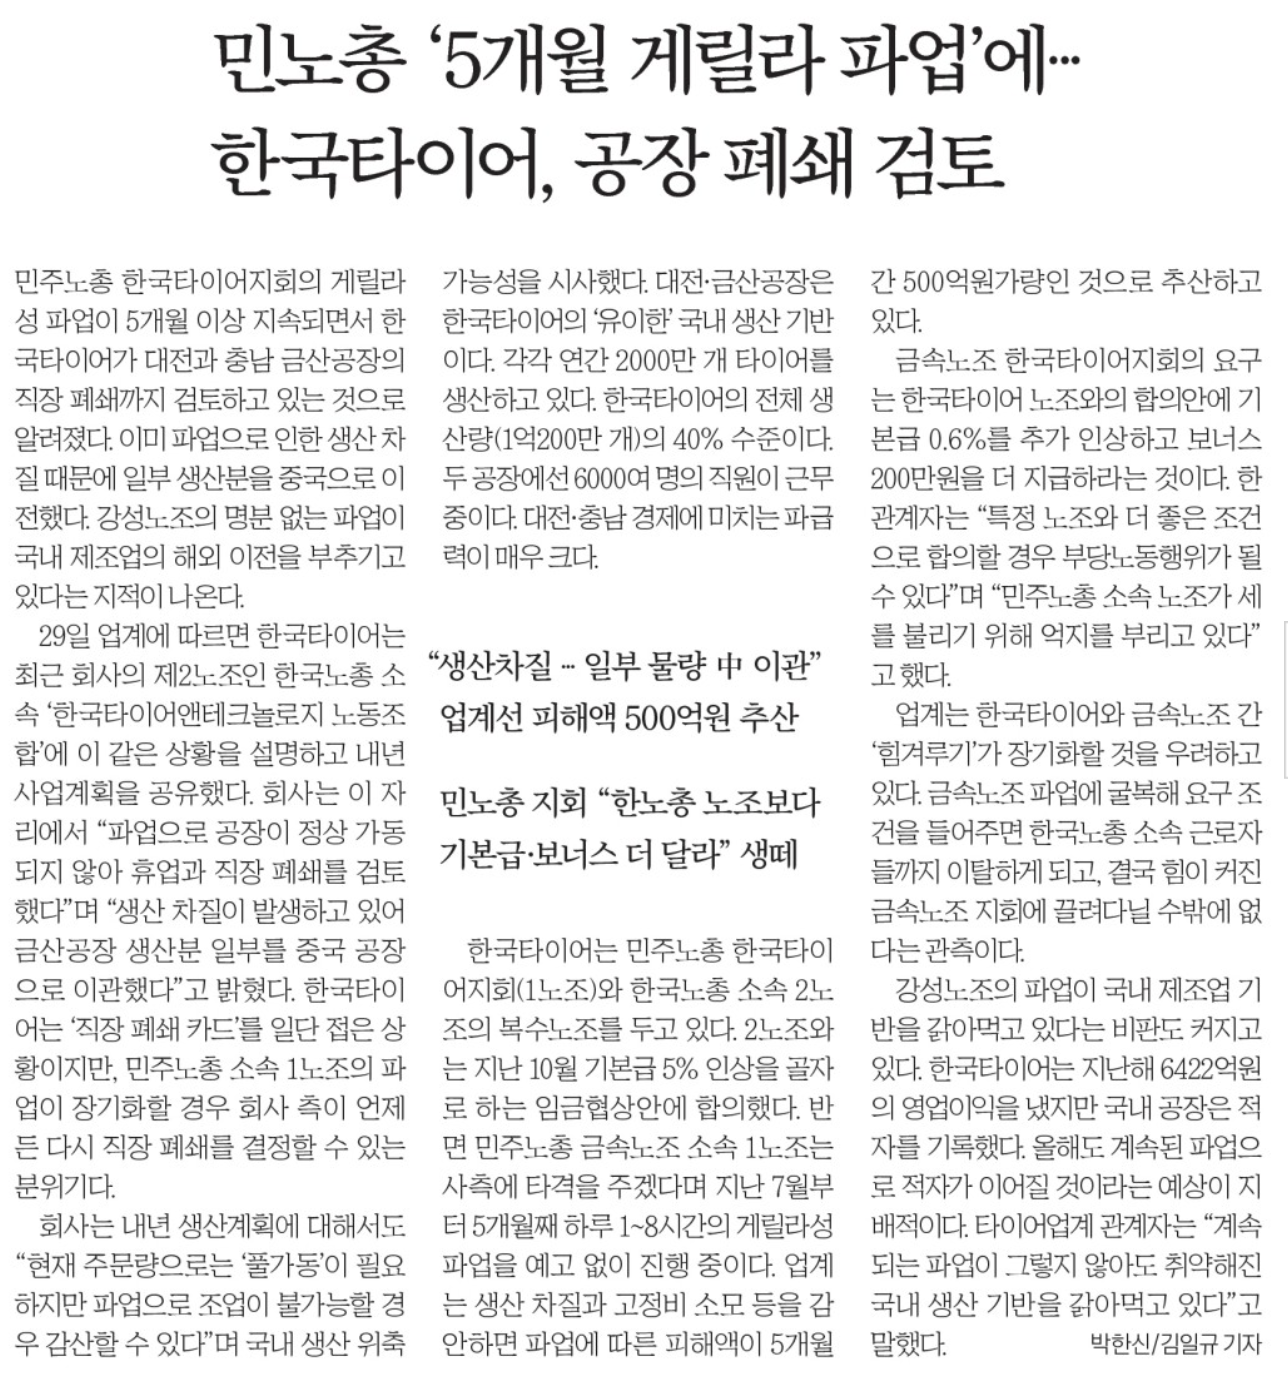 민노총 ‘5개월 게릴라 파업’에…
한국타이어, 공장 폐쇄 검토
민주노총 한국타이어지회의 게릴라
성 파업이 5개월 이상 지속되면서 한
국타이어가 대전과 충남 금산공장의
직장 폐쇄까지 검토하고 있는 것으로
알려졌다. 이미 파업으로 인한 생산 차
질 때문에 일부 생산분을 중국으로 이
전했다. 강성노조의 명분 없는 파업이
국내 제조업의 해외 이전을 부추기고
있다는 지적이 나온다.
29일 업계에 따르면 한국타이어는
최근 회사의 제2노조인 한국노총 소
속 ‘한국타이어앤테크놀로지 노동조
합’에 이 같은 상황을 설명하고 내년
사업계획을 공유했다. 회사는 이 자
리에서 “파업으로 공장이 정상 가동
되지 않아 휴업과 직장 폐쇄를 검토
했다”며 “생산 차질이 발생하고 있어
금산공장 생산분 일부를 중국 공장
으로 이관했다”고 밝혔다. 한국타이
어는 ‘직장 폐쇄 카드’를 일단 접은 상
황이지만, 민주노총 소속 1노조의 파
업이 장기화할 경우 회사 측이 언제
든 다시 직장 폐쇄를 결정할 수 있는
분위기다.
회사는 내년 생산계획에 대해서도
“현재 주문량으로는 ‘풀가동’이 필요
하지만 파업으로 조업이 불가능할 경
우 감산할 수 있다”며 국내 생산 위축
가능성을 시사했다. 대전·금산공장은
한국타이어의 ‘유이한’ 국내 생산 기반
이다. 각각 연간 2000만 개 타이어를
생산하고 있다. 한국타이어의 전체 생
산량(1억200만 개)의 40% 수준이다.
두 공장에선 6000여 명의 직원이 근무
중이다. 대전·충남 경제에 미치는 파급
력이 매우 크다.
“생산차질 … 일부 물량 中 이관”
업계선 피해액 500억원 추산
민노총 지회 “한노총 노조보다
기본급·보너스 더 달라” 생떼
한국타이어는 민주노총 한국타이
어지회(1노조)와 한국노총 소속 2노
조의 복수노조를 두고 있다. 2노조와
는 지난 10월 기본급 5% 인상을 골자
로 하는 임금협상안에 합의했다. 반
면 민주노총 금속노조 소속 1노조는
사측에 타격을 주겠다며 지난 7월부
터 5개월째 하루 1~8시간의 게릴라성
파업을 예고 없이 진행 중이다. 업계
는 생산 차질과 고정비 소모 등을 감
안하면 파업에 따른 피해액이 5개월
간 500억원가량인 것으로 추산하고
있다.
금속노조 한국타이어지회의 요구
는 한국타이어 노조와의 합의안에 기
본급 0.6%를 추가 인상하고 보너스
200만원을 더 지급하라는 것이다. 한
관계자는 “특정 노조와 더 좋은 조건
으로 합의할 경우 부당노동행위가 될
수 있다”며 “민주노총 소속 노조가 세
를 불리기 위해 억지를 부리고 있다”
고 했다.
업계는 한국타이어와 금속노조 간
‘힘겨루기’가 장기화할 것을 우려하고
있다. 금속노조 파업에 굴복해 요구 조
건을 들어주면 한국노총 소속 근로자
들까지 이탈하게 되고, 결국 힘이 커진
금속노조 지회에 끌려다닐 수밖에 없
다는 관측이다.
강성노조의 파업이 국내 제조업 기
반을 갉아먹고 있다는 비판도 커지고
있다. 한국타이어는 지난해 6422억원
의 영업이익을 냈지만 국내 공장은 적
자를 기록했다. 올해도 계속된 파업으
로 적자가 이어질 것이라는 예상이 지
배적이다. 타이어업계 관계자는 “계속
되는 파업이 그렇지 않아도 취약해진
국내 생산 기반을 갉아먹고 있다”고
말했다. 박한신/김일규 기자